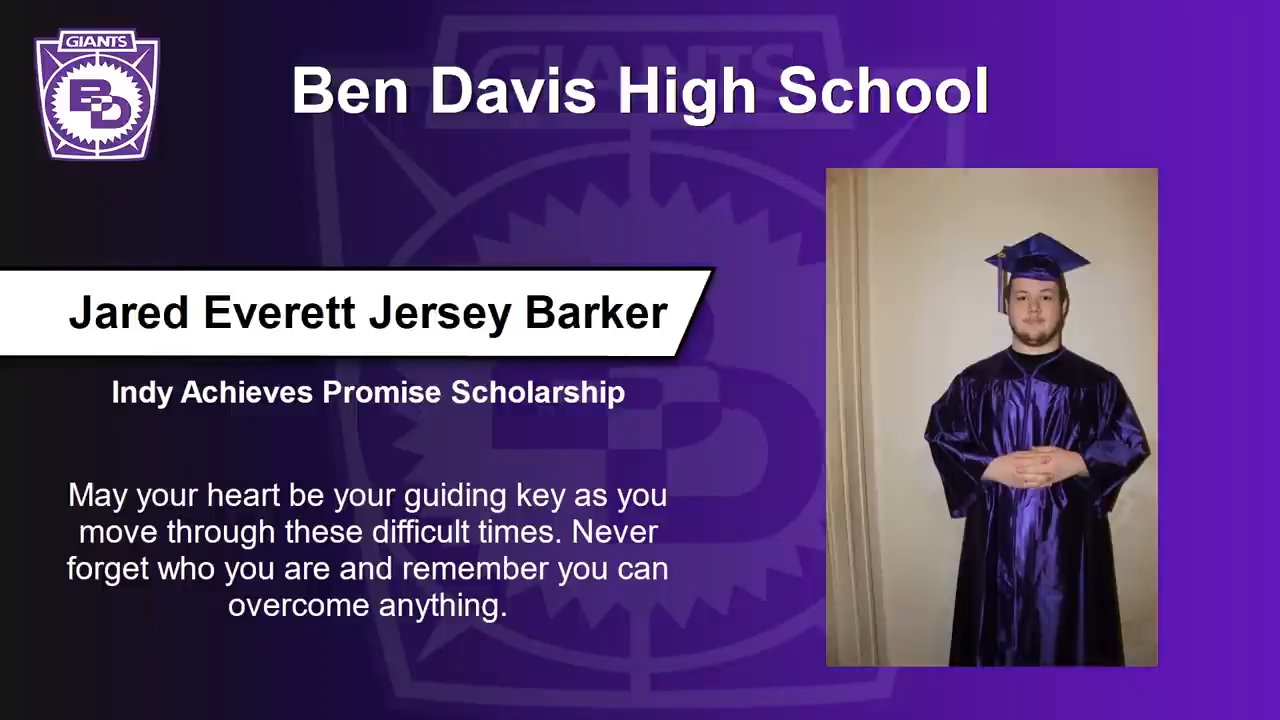 GIANTS
BD
Ben Davis High School
Jared Everett Jersey Barker
Indy Achieves Promise Scholarship
May your heart be your guiding key as you
move through these difficult times. Never
forget who you are and remember you can
overcome anything.